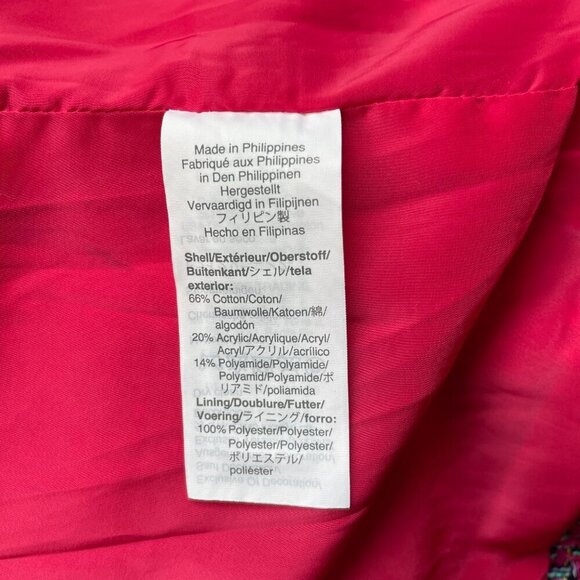 Made in Philippines
Fabriqué aux Philippines
in Den Philippinen
Hergestellt
Vervaardigd in Filipijnen
フィリピン製
Hecho en Filipinas
Shell/Extérieur/Oberstoff/
Buitenkant/シェル/tela
exterior:
66% Cotton/Coton/
Baumwolle/Katoen/綿/
algodón
20% Acrylic/Acrylique/Acryl/
Acryl/アクリル/acrílico
14% Polyamide/Polyamide/
Polyamid/Polyamide/ポ
リアミド/poliamida
Lining/Doublure/Futter/
Voering/ライニング/forro:
100% Polyester/Polyester/
Polyester/Polyester/
ポリエステル/
poliéster
Exclusive Of Decoration/